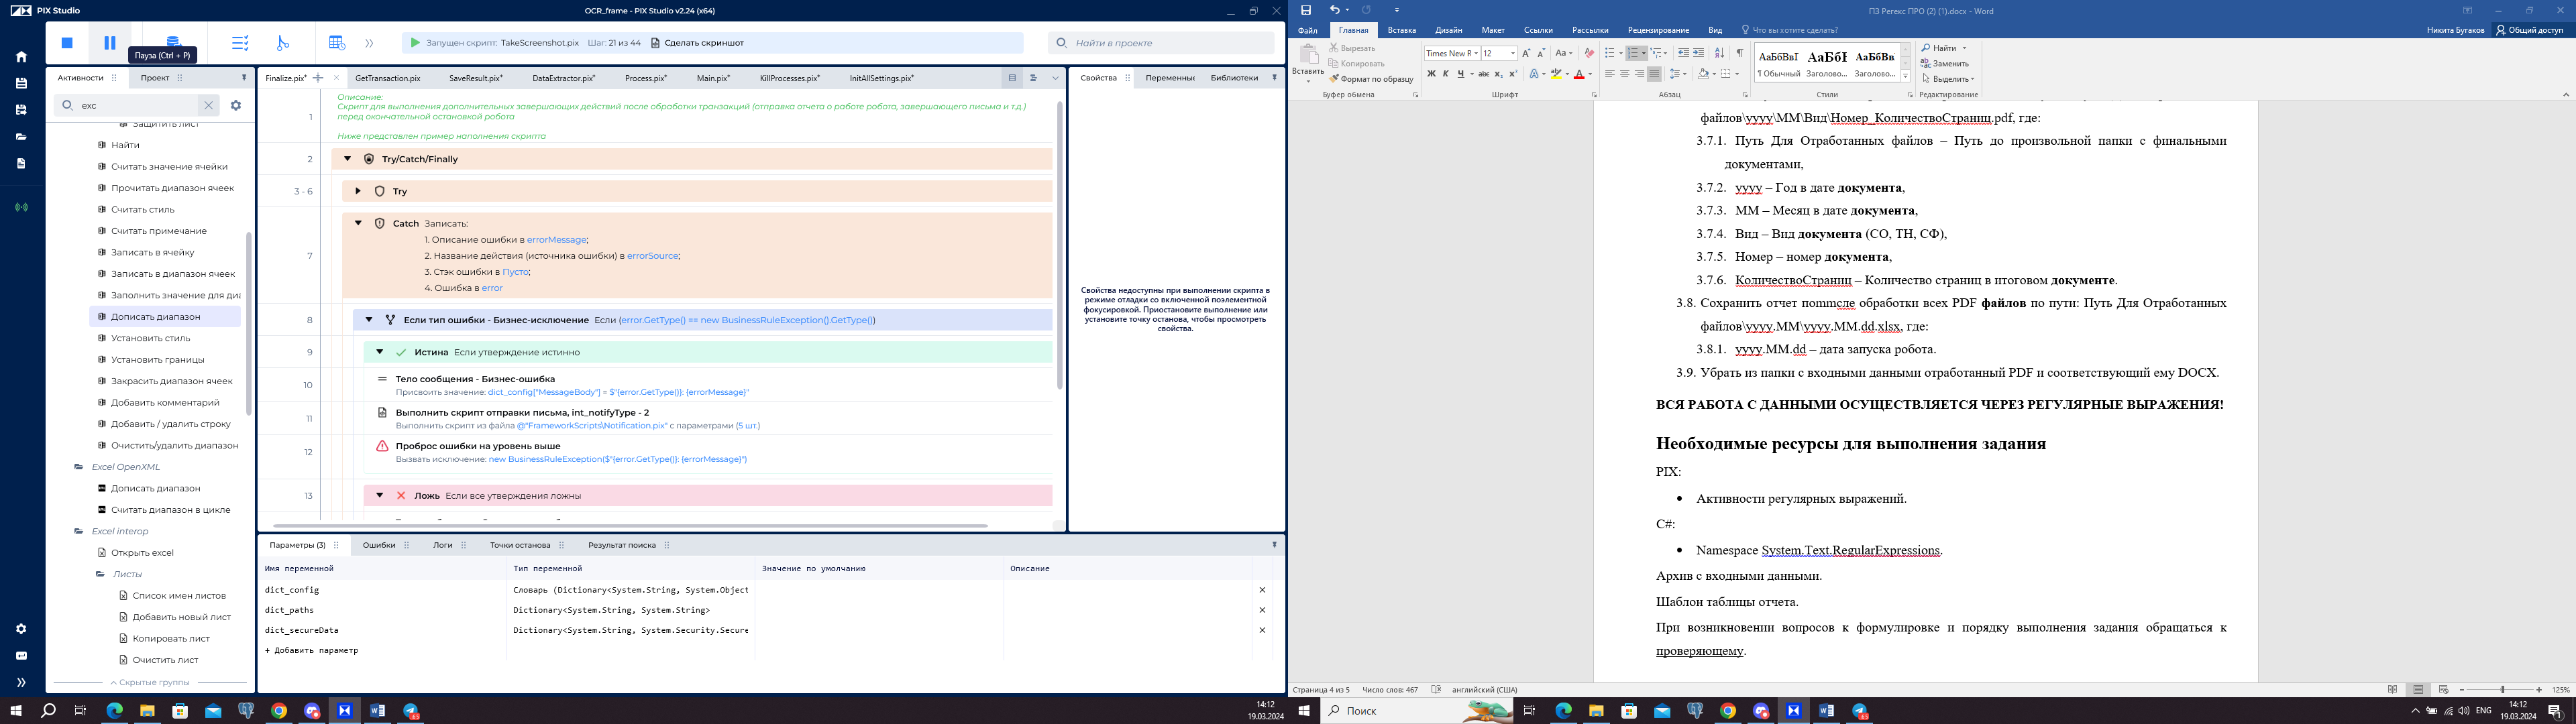 PIX Studio
OCR_frame - PIX Studio v2.24 (x64)
Запущен скрипт: TakeScreenshot.pix Шаг: 21 из 44 Сделать скриншот
Найти в проекте
Пауза (Ctrl + P)
Активности Проект
exc
Защитить лист
Найти
Считать значение ячейки
Прочитать диапазон ячеек
Считать стиль
Считать примечание
Записать в ячейку
Записать в диапазон ячеек
Заполнить значение для диа
Дописать диапазон
Установить стиль
Установить границы
Закрасить диапазон ячеек
Добавить комментарий
Добавить / удалить строку
Очистить/удалить диапазон
Excel OpenXML
Дописать диапазон
Считать диапазон в цикле
Excel interop
Открыть excel
Листы
Список имен листов
Добавить новый лист
Копировать лист
Очистить лист
Скрытые группы
Finalize.pix* GetTransaction.pix SaveResult.pix* DataExtractor.pix* Process.pix* Main.pix* KillProcesses.pix* InitAllSettings.pix*
1
Описание:
Скрипт для выполнения дополнительных завершающих действий после обработки транзакций (отправка отчета о работе робота, завершающего письма и т.д.)
перед окончательной остановкой робота
Ниже представлен пример наполнения скрипта
2 Try/Catch/Finally
3 - 6 Try
7 Catch Записать:
1. Описание ошибки в errorMessage;
2. Название действия (источника ошибки) в errorSource;
3. Стэк ошибки в Пусто;
4. Ошибка в error
8 Если тип ошибки - Бизнес-исключение Если (error.GetType() == new BusinessRuleException().GetType())
9 Истина Если утверждение истинно
10 Тело сообщения - Бизнес-ошибка
Присвоить значение: dict_config["MessageBody"] = $"{error.GetType()}: {errorMessage}"
11 Выполнить скрипт отправки письма, int_notifyType - 2
Выполнить скрипт из файла @"FrameworkScripts\Notification.pix" с параметрами (5 шт.)
12 Проброс ошибки на уровень выше
Вызвать исключение: new BusinessRuleException($"{error.GetType()}: {errorMessage}")
13 Ложь Если все утверждения ложны
Свойства Переменные Библиотеки
Свойства недоступны при выполнении скрипта в
режиме отладки со включенной поэлементной
фокусировкой. Приостановите выполнение или
установите точку останова, чтобы просмотреть
свойства.
Параметры (3) Ошибки Логи Точки останова Результат поиска
Имя переменной Тип переменной Значение по умолчанию Описание
dict_config Словарь (Dictionary<System.String, System.Object
dict_paths Dictionary<System.String, System.String>
dict_secureData Dictionary<System.String, System.Security.Secure
+ Добавить параметр
14:12
19.03.2024
ПЗ Регекс ПРО (2) (1).docx - Word
Файл Главная Вставка Дизайн Макет Ссылки Рассылки Рецензирование Вид Что вы хотите сделать?
Никита Бугаков Общий доступ
Вставить
Вырезать
Копировать
Формат по образцу
Буфер обмена
Times New R 12
Шрифт
Абзац
АаБбВвІ АаБбІ АаБбВв
¶ Обычный Заголово... Заголово...
Стили
Найти
Заменить
Выделить
Редактирование
файлов\yyyy\MM\Вид\Номер_КоличествоСтраниц.pdf, где:
3.7.1. Путь Для Отработанных файлов – Путь до произвольной папки с финальными
документами,
3.7.2. yyyy – Год в дате документа,
3.7.3. MM – Месяц в дате документа,
3.7.4. Вид – Вид документа (СО, ТН, СФ),
3.7.5. Номер – номер документа,
3.7.6. КоличествоСтраниц – Количество страниц в итоговом документе.
3.8. Сохранить отчет поmmсле обработки всех PDF файлов по пути: Путь Для Отработанных
файлов\yyyy.MM\yyyy.MM.dd.xlsx, где:
3.8.1. yyyy.MM.dd – дата запуска робота.
3.9. Убрать из папки с входными данными отработанный PDF и соответствующий ему DOCX.
ВСЯ РАБОТА С ДАННЫМИ ОСУЩЕСТВЛЯЕТСЯ ЧЕРЕЗ РЕГУЛЯРНЫЕ ВЫРАЖЕНИЯ!
Необходимые ресурсы для выполнения задания
PIX:
• Активности регулярных выражений.
C#:
• Namespace System.Text.RegularExpressions.
Архив с входными данными.
Шаблон таблицы отчета.
При возникновении вопросов к формулировке и порядку выполнения задания обращаться к
проверяющему.
Страница 4 из 5 Число слов: 467 английский (США)
125%
Поиск
ENG
14:12
19.03.2024